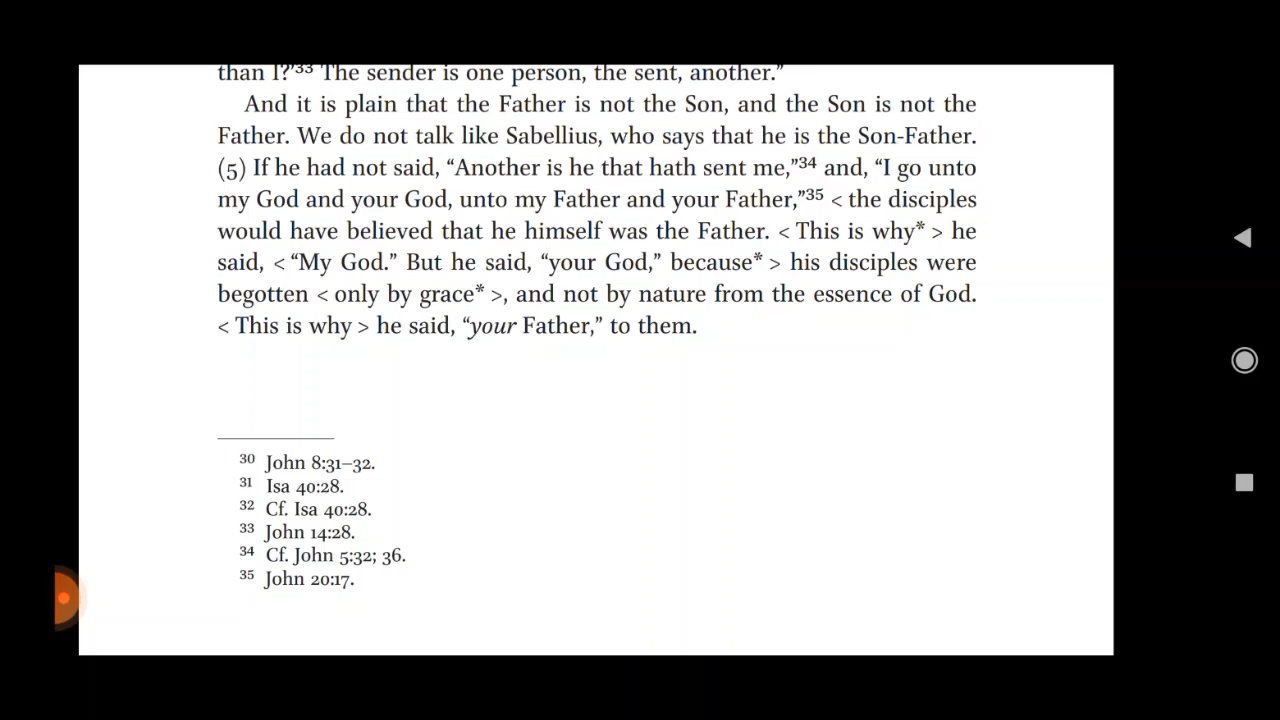 than I?’³³ The sender is one person, the sent, another.”
And it is plain that the Father is not the Son, and the Son is not the
Father. We do not talk like Sabellius, who says that he is the Son-Father.
(5) If he had not said, “Another is he that hath sent me,”³⁴ and, “I go unto
my God and your God, unto my Father and your Father,”³⁵ < the disciples
would have believed that he himself was the Father. < This is why* > he
said, < “My God.” But he said, “your God,” because* > his disciples were
begotten < only by grace* >, and not by nature from the essence of God.
< This is why > he said, “your Father,” to them.
³⁰ John 8:31–32.
³¹ Isa 40:28.
³² Cf. Isa 40:28.
³³ John 14:28.
³⁴ Cf. John 5:32; 36.
³⁵ John 20:17.